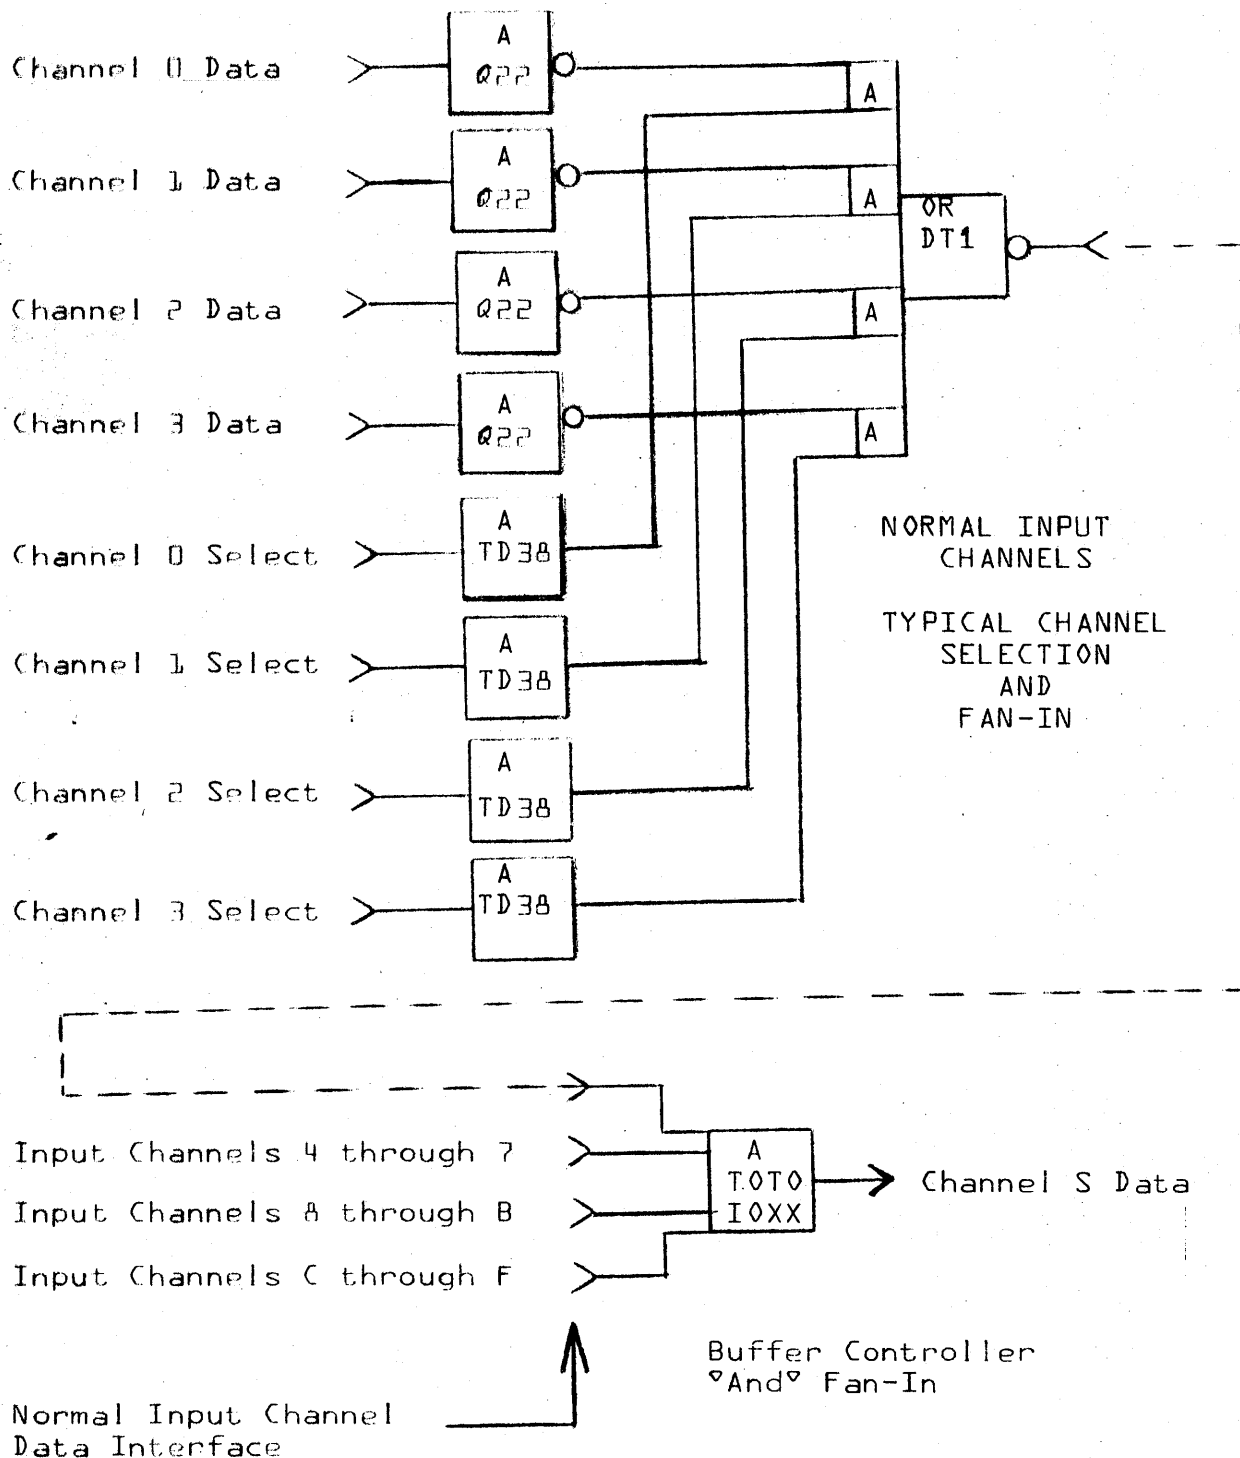 Channel 0 Data
A
Q22
A
Channel 1 Data
A
Q22
A
OR
DT1
Channel 2 Data
A
Q22
A
Channel 3 Data
A
Q22
A
Channel 0 Select
A
TD38
NORMAL INPUT
CHANNELS
Channel 1 Select
A
TD38
TYPICAL CHANNEL
SELECTION
AND
FAN-IN
Channel 2 Select
A
TD38
Channel 3 Select
A
TD38
Input Channels 4 through 7
Input Channels 8 through B
Input Channels C through F
A
TOTO
IOXX
Channel S Data
Buffer Controller
"And" Fan-In
Normal Input Channel
Data Interface